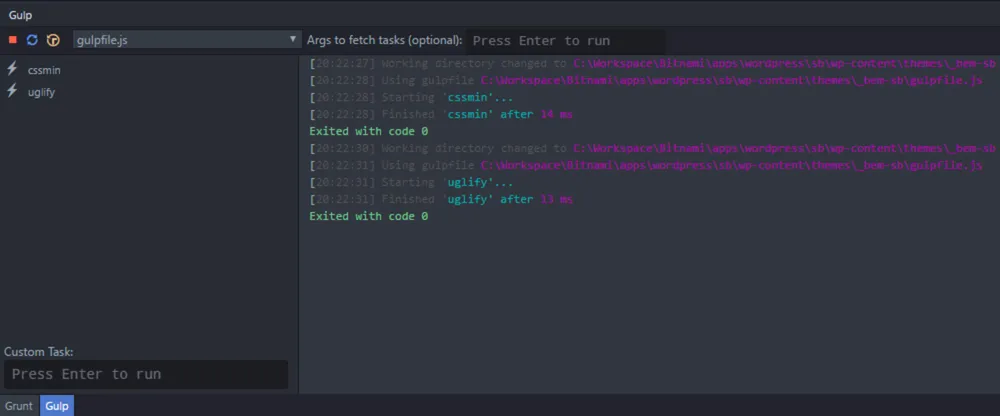 Gulp
gulpfile.js
Args to fetch tasks (optional):
Press Enter to run
cssmin
uglify
[20:22:27] Working directory changed to C:\Workspace\Bitnami\apps\wordpress\sb\wp-content\themes\_bem-sb
[20:22:28] Using gulpfile C:\Workspace\Bitnami\apps\wordpress\sb\wp-content\themes\_bem-sb\gulpfile.js
[20:22:28] Starting 'cssmin'...
[20:22:28] Finished 'cssmin' after 14 ms
Exited with code 0
[20:22:30] Working directory changed to C:\Workspace\Bitnami\apps\wordpress\sb\wp-content\themes\_bem-sb
[20:22:31] Using gulpfile C:\Workspace\Bitnami\apps\wordpress\sb\wp-content\themes\_bem-sb\gulpfile.js
[20:22:31] Starting 'uglify'...
[20:22:31] Finished 'uglify' after 13 ms
Exited with code 0
Custom Task:
Press Enter to run
Grunt
Gulp